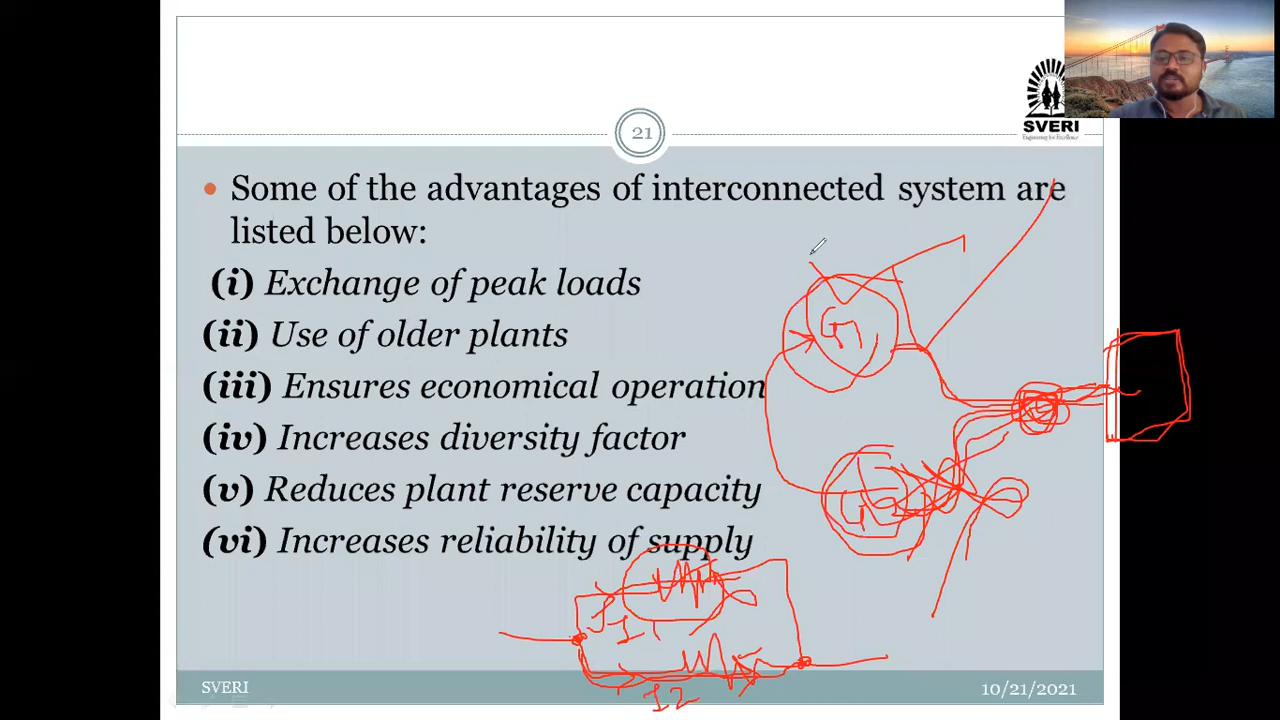 SVERI
21
Some of the advantages of interconnected system are
listed below:
(i) Exchange of peak loads
(ii) Use of older plants
(iii) Ensures economical operation
(iv) Increases diversity factor
(v) Reduces plant reserve capacity
(vi) Increases reliability of supply
I1
I2
SVERI
10/21/2021